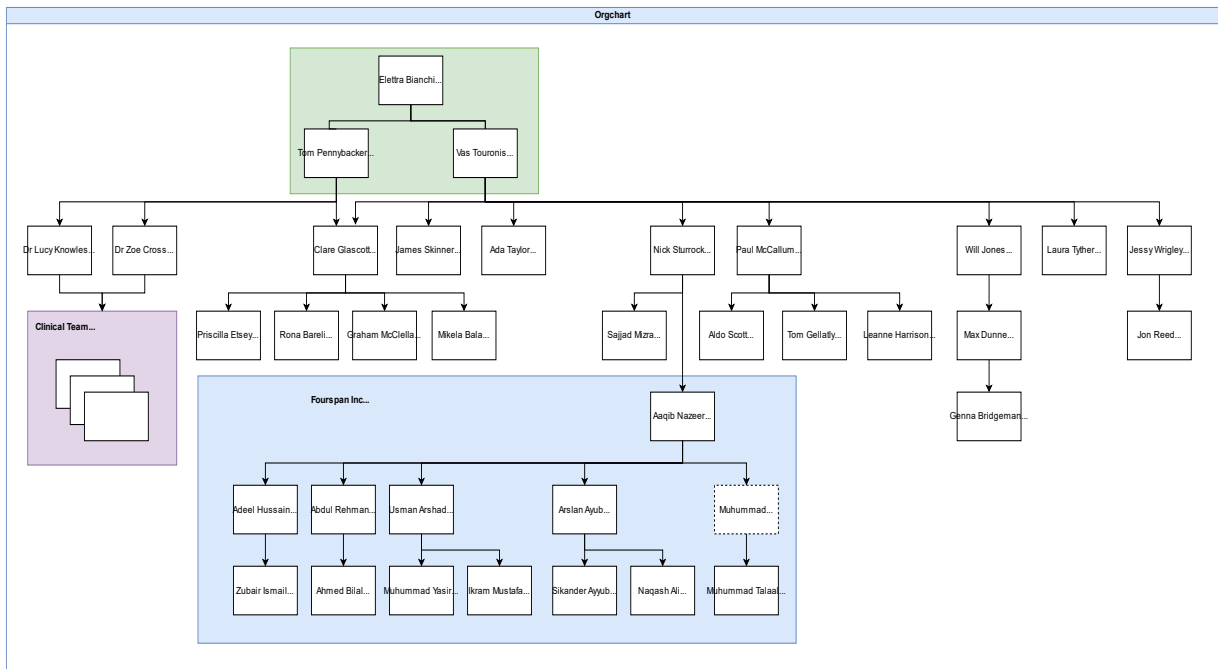 Orgchart
Elettra Bianchi...
Tom Pennybacker...
Vas Touronis...
Dr Lucy Knowles...
Dr Zoe Cross...
Clare Glascott...
James Skinner...
Ada Taylor...
Nick Sturrock...
Paul McCallum...
Will Jones...
Laura Tyther...
Jessy Wrigley...
Clinical Team...
Priscilla Etsey...
Rona Bareli...
Graham McClella...
Mikela Bala...
Sajjad Mizra...
Aldo Scott...
Tom Gellatly...
Leanne Harrison...
Max Dunne...
Jon Reed...
Fourspan Inc...
Aaqib Nazeer...
Genna Bridgeman...
Adeel Hussain...
Abdul Rehman...
Usman Arshad...
Arslan Ayub...
Muhummad...
Zubair Ismail...
Ahmed Bilal...
Muhummad Yasir...
Ikram Mustafa...
Sikander Ayyub...
Naqash Ali...
Muhummad Talaal...